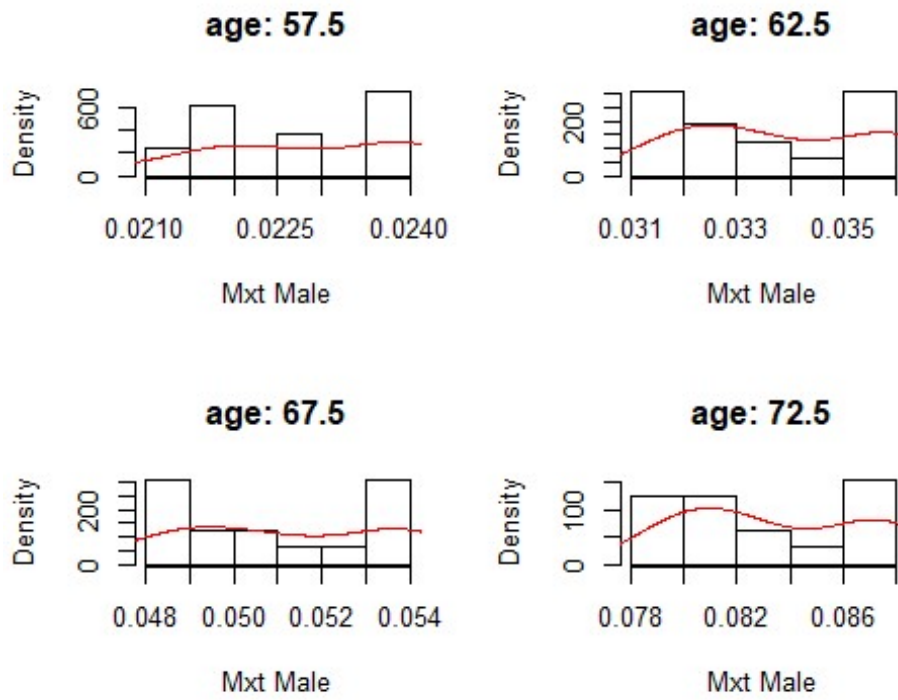 age: 57.5
Density
0 600
0.0210 0.0225 0.0240
Mxt Male
age: 62.5
Density
0 200
0.031 0.033 0.035
Mxt Male
age: 67.5
Density
0 200
0.048 0.050 0.052 0.054
Mxt Male
age: 72.5
Density
0 100
0.078 0.082 0.086
Mxt Male